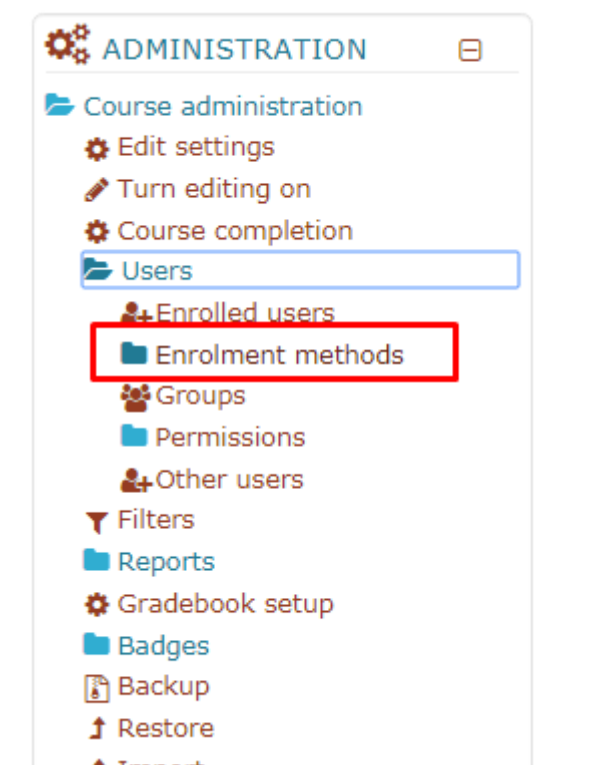 ADMINISTRATION
Course administration
Edit settings
Turn editing on
Course completion
Users
Enrolled users
Enrolment methods
Groups
Permissions
Other users
Filters
Reports
Gradebook setup
Badges
Backup
Restore
Import